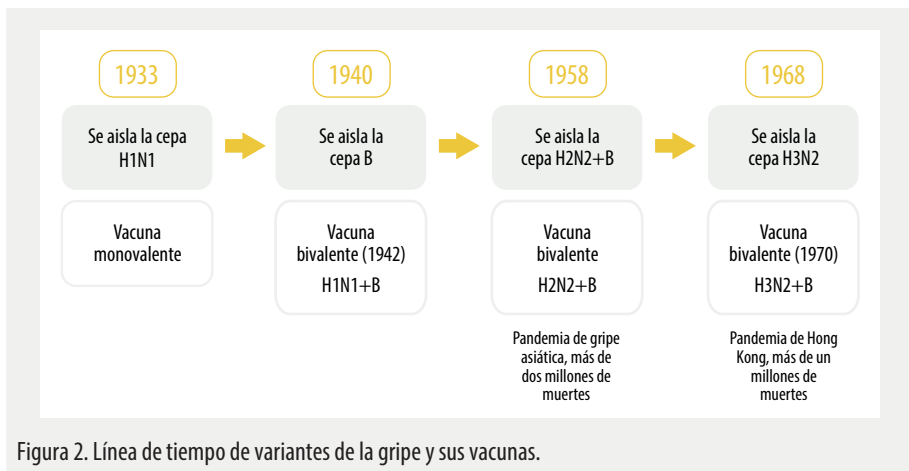 1933
Se aisla la cepa
H1N1
Vacuna
monovalente
1940
Se aisla la
cepa B
Vacuna
bivalente (1942)
H1N1+B
1958
Se aisla la
cepa H2N2+B
Vacuna
bivalente
H2N2+B
Pandemia de gripe
asiática, más de
dos millones de
muertes
1968
Se aisla la
cepa H3N2
Vacuna
bivalente (1970)
H3N2+B
Pandemia de Hong
Kong, más de un
millones de
muertes
Figura 2. Línea de tiempo de variantes de la gripe y sus vacunas.